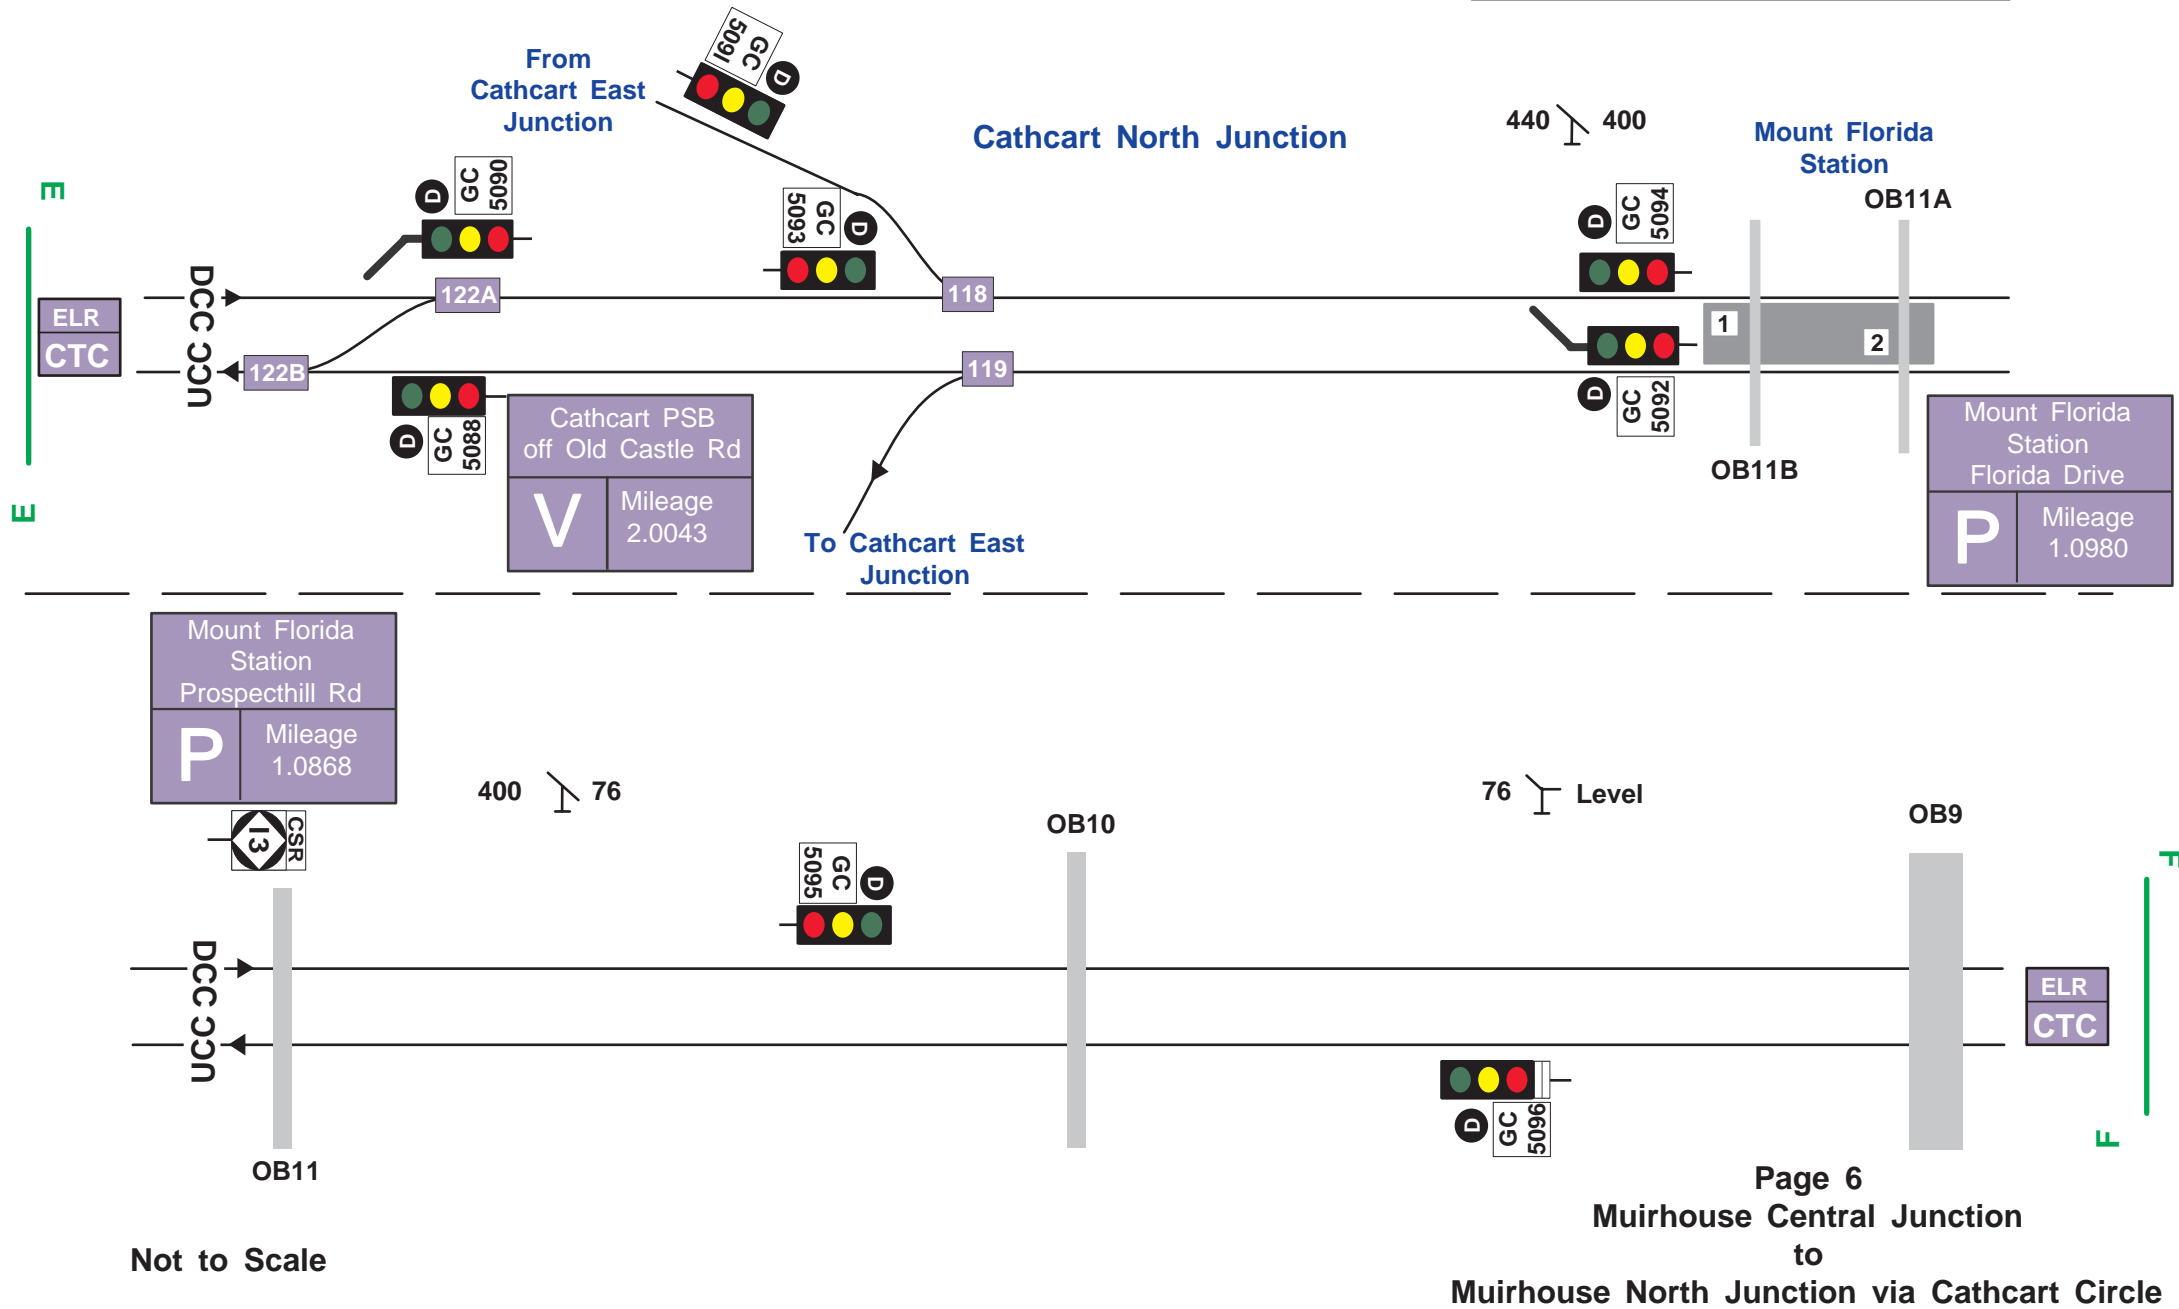 From
Cathcart East
Junction
GC
5091
D
Cathcart North Junction
440
400
Mount Florida
Station
OB11A
E
D
GC
5090
GC
5093
D
D
GC
5094
ELR
CTC
DCC
UCC
122A
118
1
2
122B
119
D
GC
5088
D
GC
5092
OB11B
Cathcart PSB
off Old Castle Rd
V
Mileage
2.0043
To Cathcart East
Junction
Mount Florida
Station
Florida Drive
P
Mileage
1.0980
E
Mount Florida
Station
Prospecthill Rd
P
Mileage
1.0868
13
CSR
400
76
GC
5095
D
OB10
76
Level
OB9
F
DCC
UCC
ELR
CTC
D
GC
5096
F
OB11
Not to Scale
Page 6
Muirhouse Central Junction
to
Muirhouse North Junction via Cathcart Circle